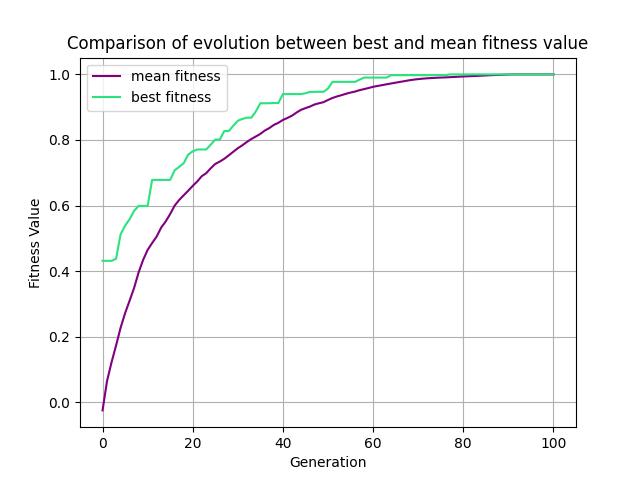 Comparison of evolution between best and mean fitness value
mean fitness
best fitness
1.0
0.8
0.6
0.4
0.2
0.0
Fitness Value
0 20 40 60 80 100
Generation